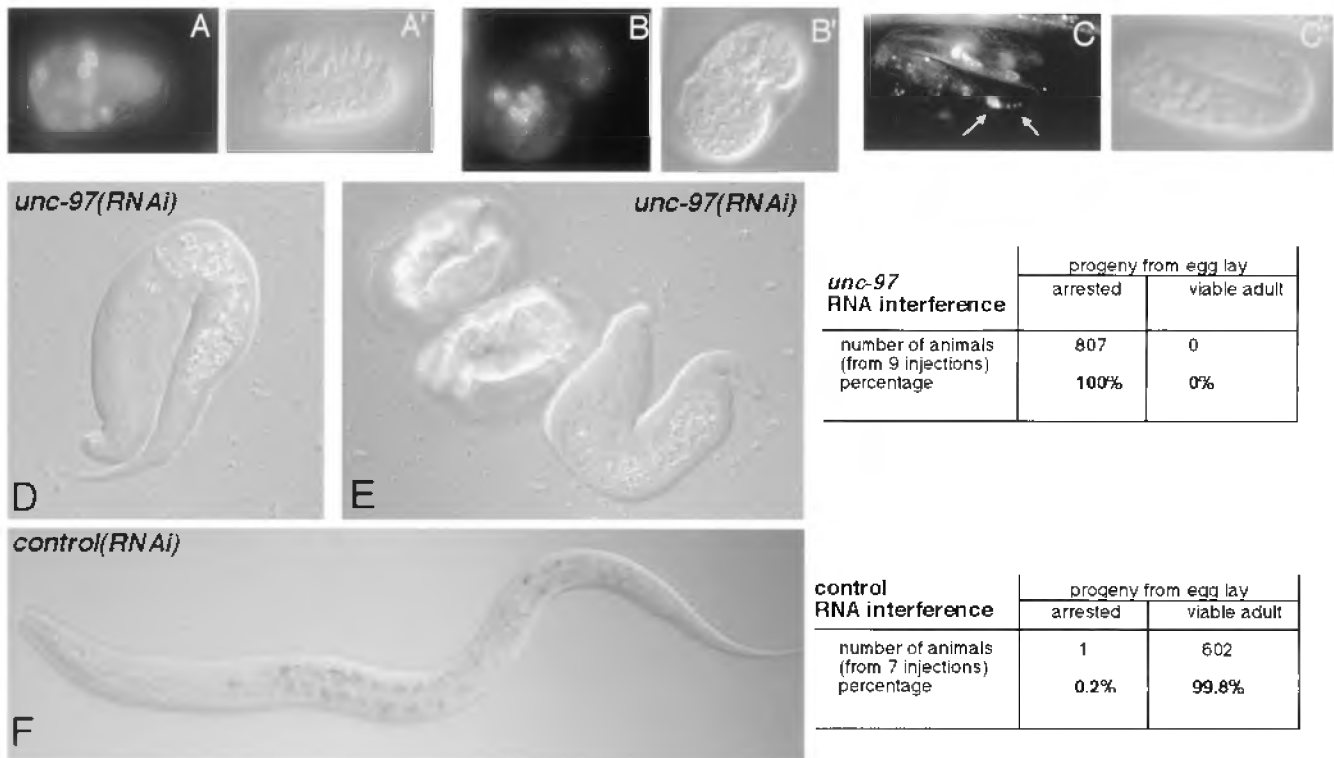 A
A'
B
B'
C
C'
unc-97(RNAi)
unc-97(RNAi)
D
E
unc-97
RNA interference
progeny from egg lay
arrested viable adult
number of animals
(from 9 injections)
807 0
percentage 100% 0%
control(RNAi)
F
control
RNA interference
progeny from egg lay
arrested viable adult
number of animals
(from 7 injections)
1 602
percentage 0.2% 99.8%